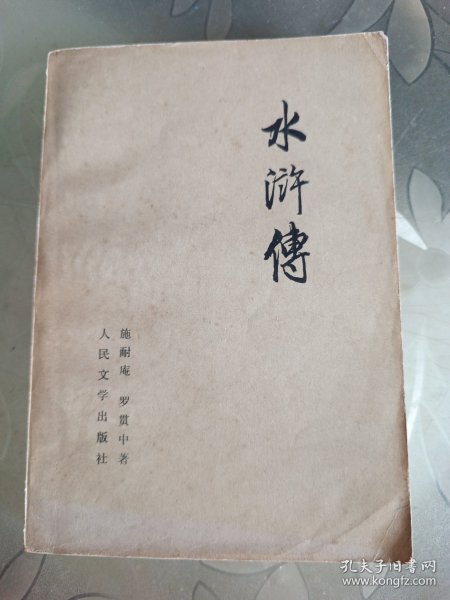 水滸傳
施耐庵 罗贯中著
人民文学出版社
孔夫子旧书网
www.kongfz.com